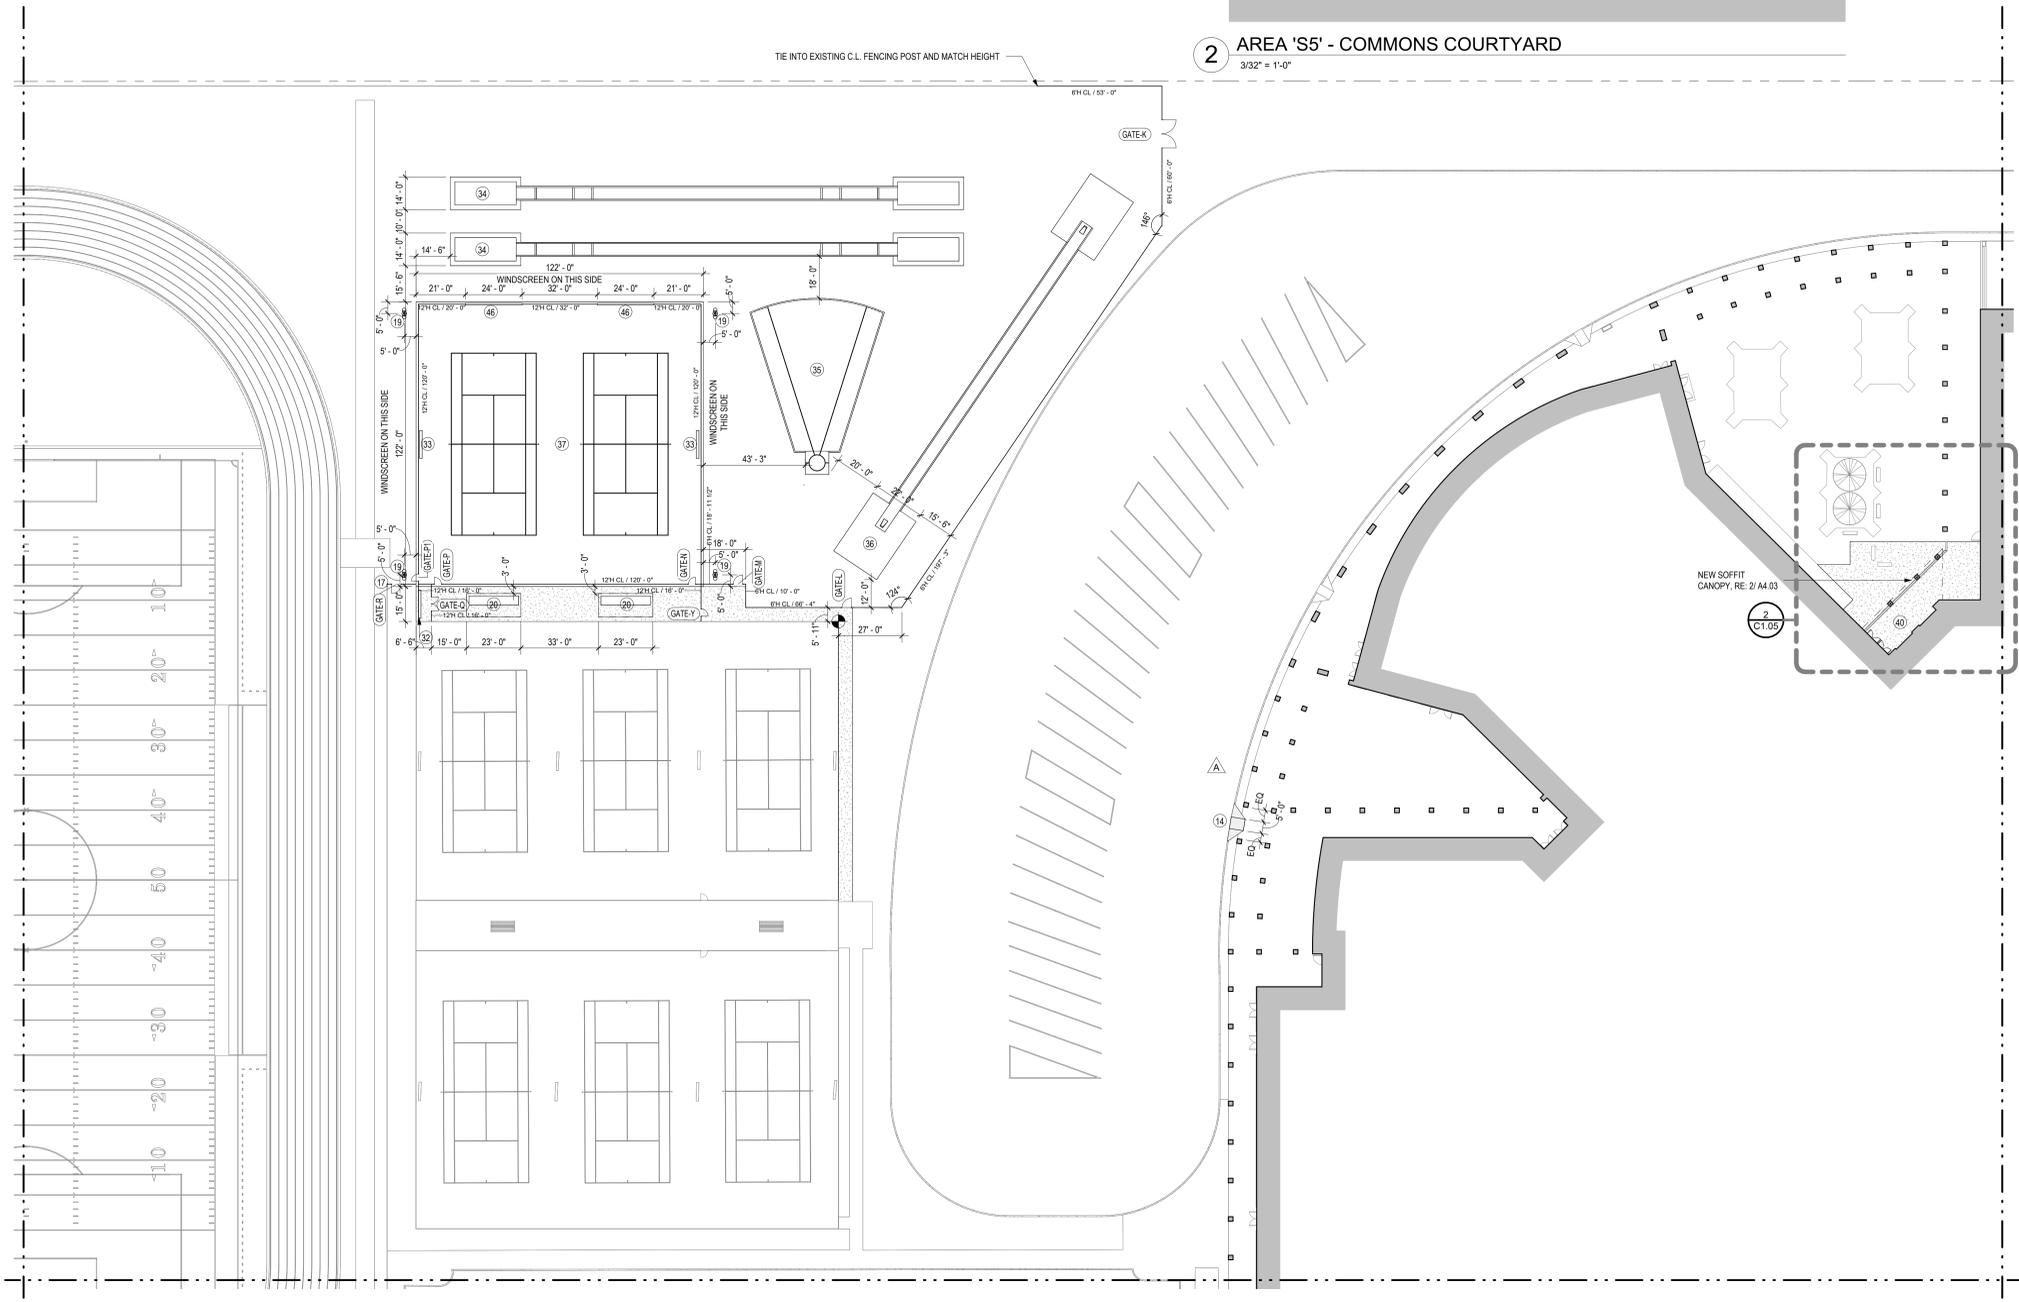 2
AREA 'S5' - COMMONS COURTYARD
3/32" = 1'-0"
TIE INTO EXISTING C.L. FENCING POST AND MATCH HEIGHT
6'H CL / 53' - 0"
GATE-K
6'H CL / 60' - 0"
146°
14' - 0"
34
10' - 0"
14' - 0"
34
14' - 6"
15' - 6"
122' - 0"
WINDSCREEN ON THIS SIDE
21' - 0"
24' - 0"
32' - 0"
24' - 0"
21' - 0"
18' - 0"
5' - 0"
12'H CL / 20' - 0"
46
12'H CL / 32' - 0"
46
12'H CL / 20' - 0"
19
19
5' - 0"
5' - 0"
5' - 0"
35
12'H CL / 120' - 0"
12'H CL / 120' - 0"
WINDSCREEN ON THIS SIDE
WINDSCREEN ON
THIS SIDE
122' - 0"
33
37
33
43' - 3"
20' - 0"
22' - 0"
15' - 6"
36
6'H CL / 18' - 11 1/2"
18' - 0"
5' - 0"
5' - 0"
5' - 0"
19
19
17
GATE-P1
GATE-P
3' - 0"
3' - 0"
GATE-N
GATE-M
GATE-L
12'H CL / 120' - 0"
12'H CL / 16' - 0"
12'H CL / 16' - 0"
6'H CL / 10' - 0"
6'H CL / 66' - 4"
12' - 0"
124°
6'H CL / 197' - 3"
GATE-R
15' - 0"
GATE-Q
20
20
GATE-Y
5' - 0"
12'H CL / 16' - 0"
32
6' - 6"
15' - 0"
23' - 0"
33' - 0"
23' - 0"
5' - 11"
27' - 0"
NEW SOFFIT
CANOPY, RE: 2/ A4.03
2
C1.05
40
A
14
EQ
5' - 0"
EQ
10
20
30
40
50
40
30
20
10